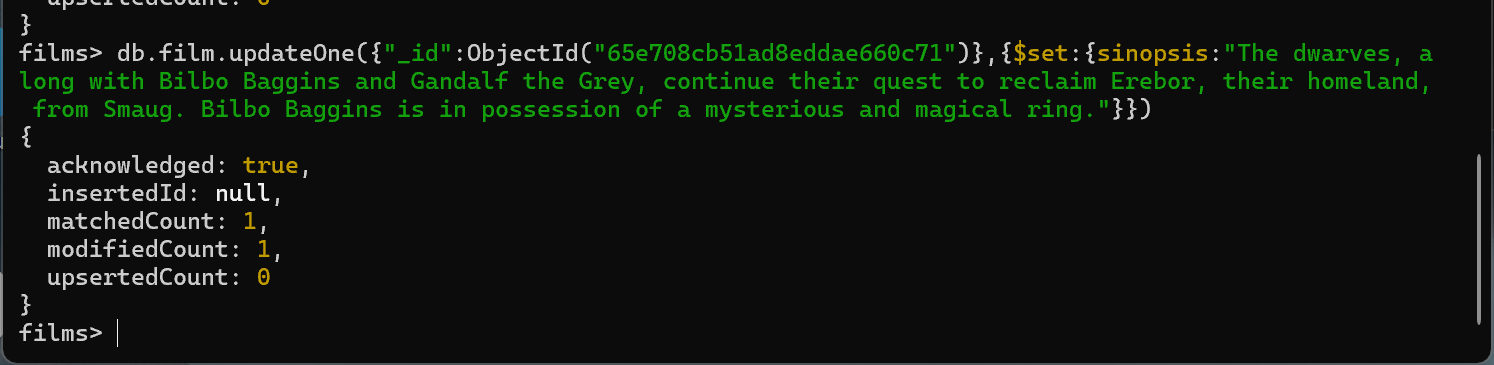 upsertedCount: 0
}
films> db.film.updateOne({"_id":ObjectId("65e708cb51ad8eddae660c71")},{$set:{sinopsis:"The dwarves, a
long with Bilbo Baggins and Gandalf the Grey, continue their quest to reclaim Erebor, their homeland,
 from Smaug. Bilbo Baggins is in possession of a mysterious and magical ring."}})
{
  acknowledged: true,
  insertedId: null,
  matchedCount: 1,
  modifiedCount: 1,
  upsertedCount: 0
}
films>